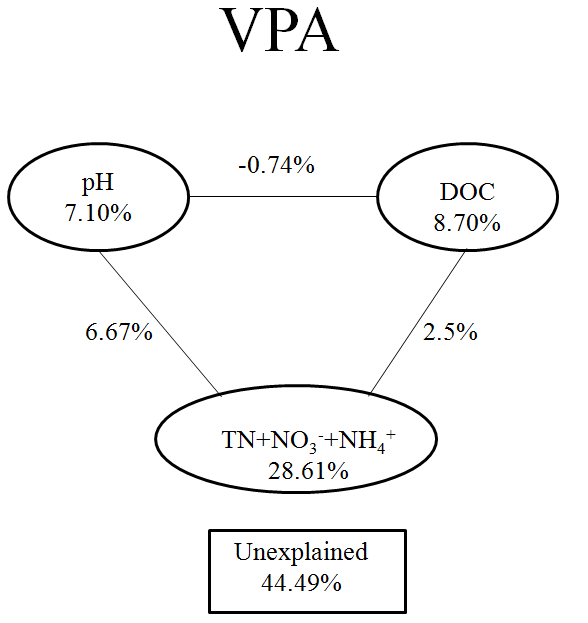 VPA
-0.74%
pH
7.10%
DOC
8.70%
6.67%
2.5%
TN+NO₃⁻+NH₄⁺
28.61%
Unexplained
44.49%